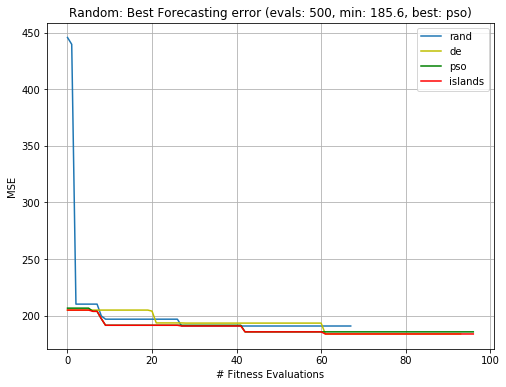 Random: Best Forecasting error (evals: 500, min: 185.6, best: pso)
450
400
350
300
250
200
MSE
rand
de
pso
islands
0 20 40 60 80 100
# Fitness Evaluations